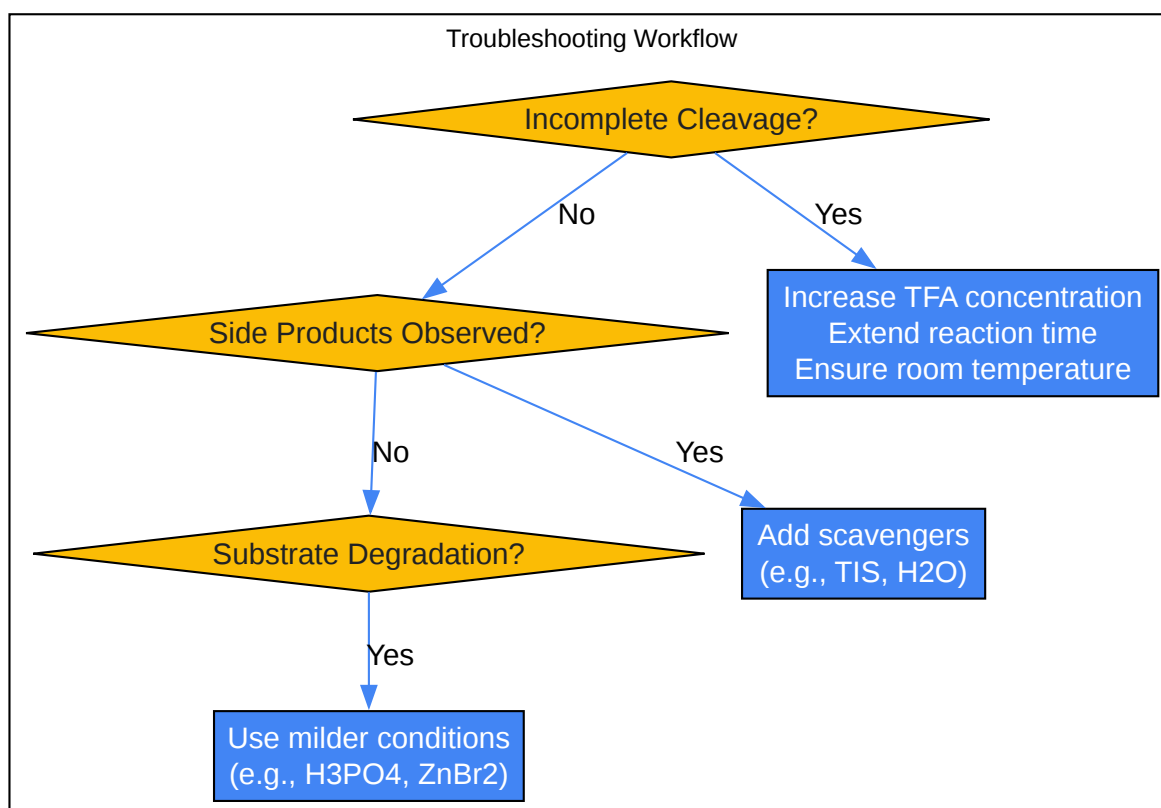 Troubleshooting Workflow
Incomplete Cleavage?
No
Yes
Increase TFA concentration
Extend reaction time
Ensure room temperature
Side Products Observed?
No
Yes
Add scavengers
(e.g., TIS, H2O)
Substrate Degradation?
Yes
Use milder conditions
(e.g., H3PO4, ZnBr2)